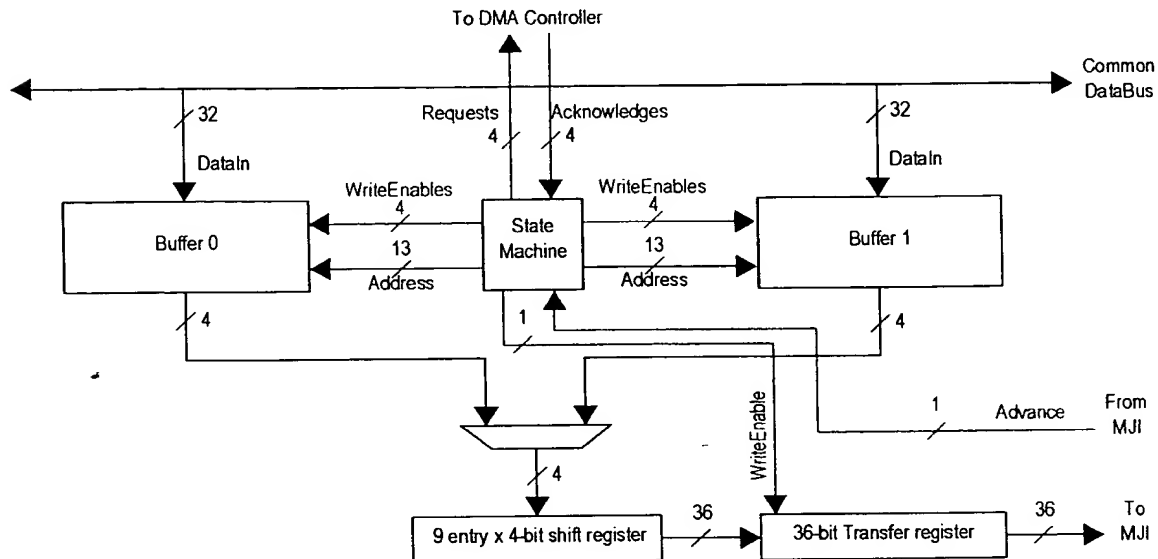 To DMA Controller
Common
DataBus
32
Requests
4
Acknowledges
4
32
DataIn
DataIn
WriteEnables
4
WriteEnables
4
State
Machine
Buffer 0
Buffer 1
13
Address
13
Address
4
1
4
1
Advance
From
MJI
WriteEnable
4
9 entry x 4-bit shift register
36
36-bit Transfer register
36
To
MJI